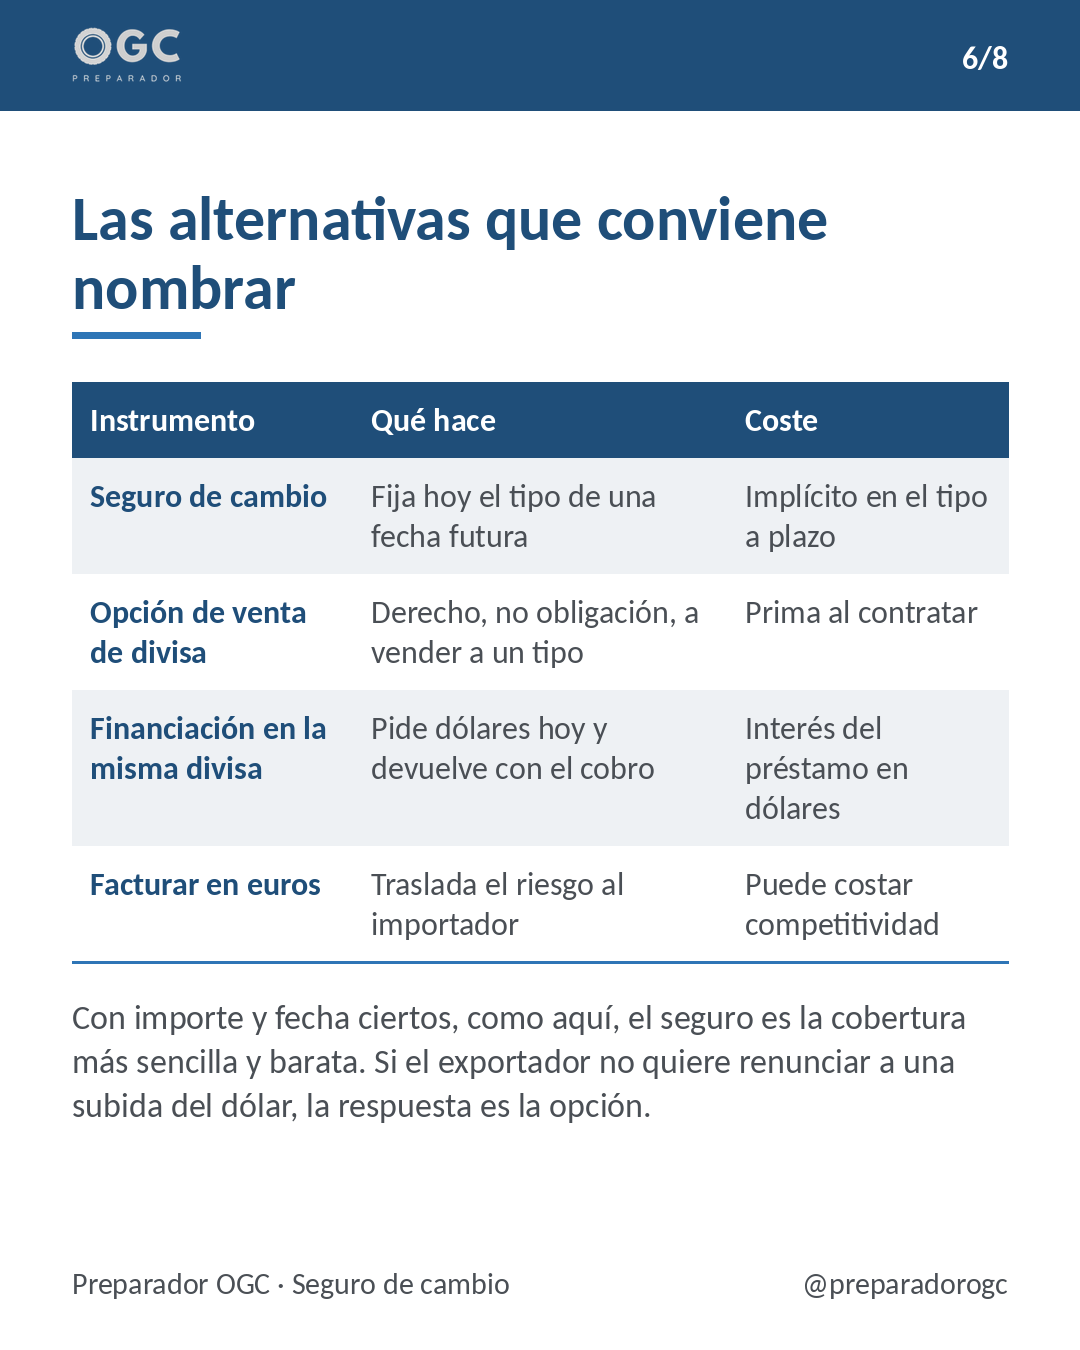 OGC
PREPARADOR
6/8
Las alternativas que conviene
nombrar
Instrumento Qué hace Coste
Seguro de cambio Fija hoy el tipo de una Implícito en el tipo
fecha futura a plazo
Opción de venta Derecho, no obligación, a Prima al contratar
de divisa vender a un tipo
Financiación en la Pide dólares hoy y Interés del
misma divisa devuelve con el cobro préstamo en
dólares
Facturar en euros Traslada el riesgo al Puede costar
importador competitividad
Con importe y fecha ciertos, como aquí, el seguro es la cobertura
más sencilla y barata. Si el exportador no quiere renunciar a una
subida del dólar, la respuesta es la opción.
Preparador OGC · Seguro de cambio @preparadorogc